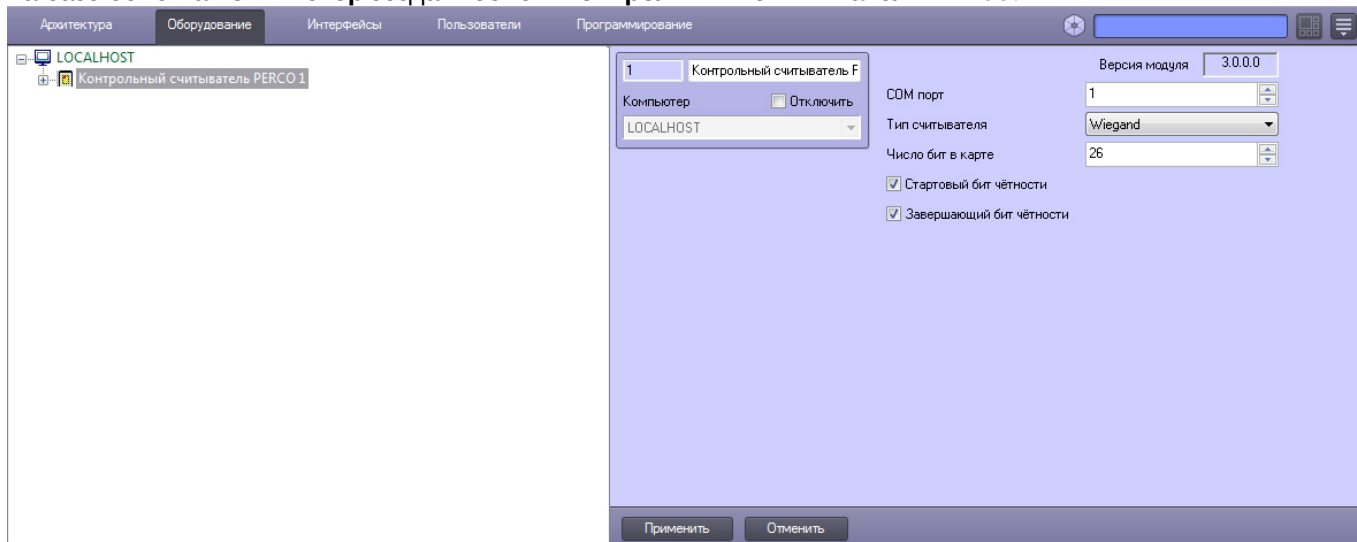 Архитектура Оборудование Интерфейсы Пользователи Программирование
LOCALHOST
Контрольный считыватель PERCO 1
1 Контрольный считыватель F
Компьютер Отключить
LOCALHOST
Версия модуля 3.0.0.0
COM порт 1
Тип считывателя Wiegand
Число бит в карте 26
Стартовый бит чётности
Завершающий бит чётности
Применить Отменить